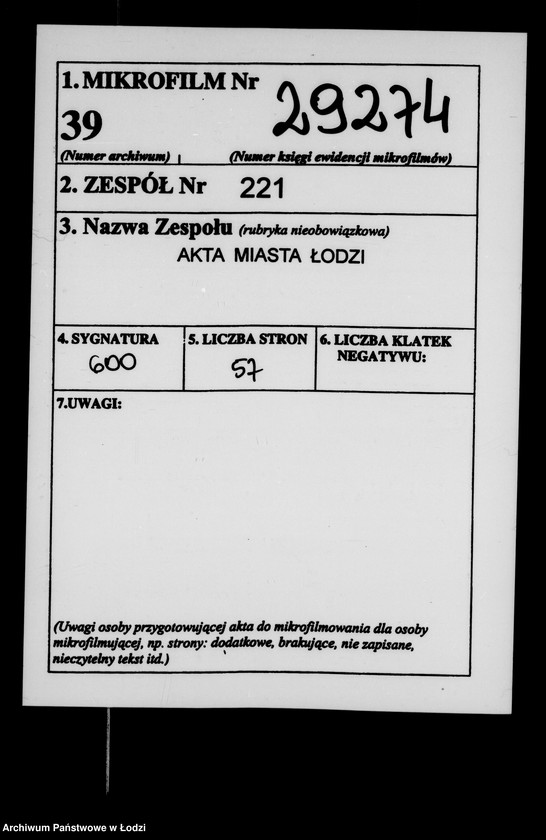 1. MIKROFILM Nr
39
29274
(Numer archiwum) (Numer księgi ewidencji mikrofilmów)
2. ZESPÓŁ Nr 221
3. Nazwa Zespołu (rubryka nieobowiązkowa)
AKTA MIASTA ŁODZI
4. SYGNATURA
600
5. LICZBA STRON
57
6. LICZBA KLATEK
NEGATYWU:
7.UWAGI:
(Uwagi osoby przygotowującej akta do mikrofilmowania dla osoby
mikrofilmującej, np. strony: dodatkowe, brakujące, nie zapisane,
nieczytelny tekst itd.)
Archiwum Państwowe w Łodzi